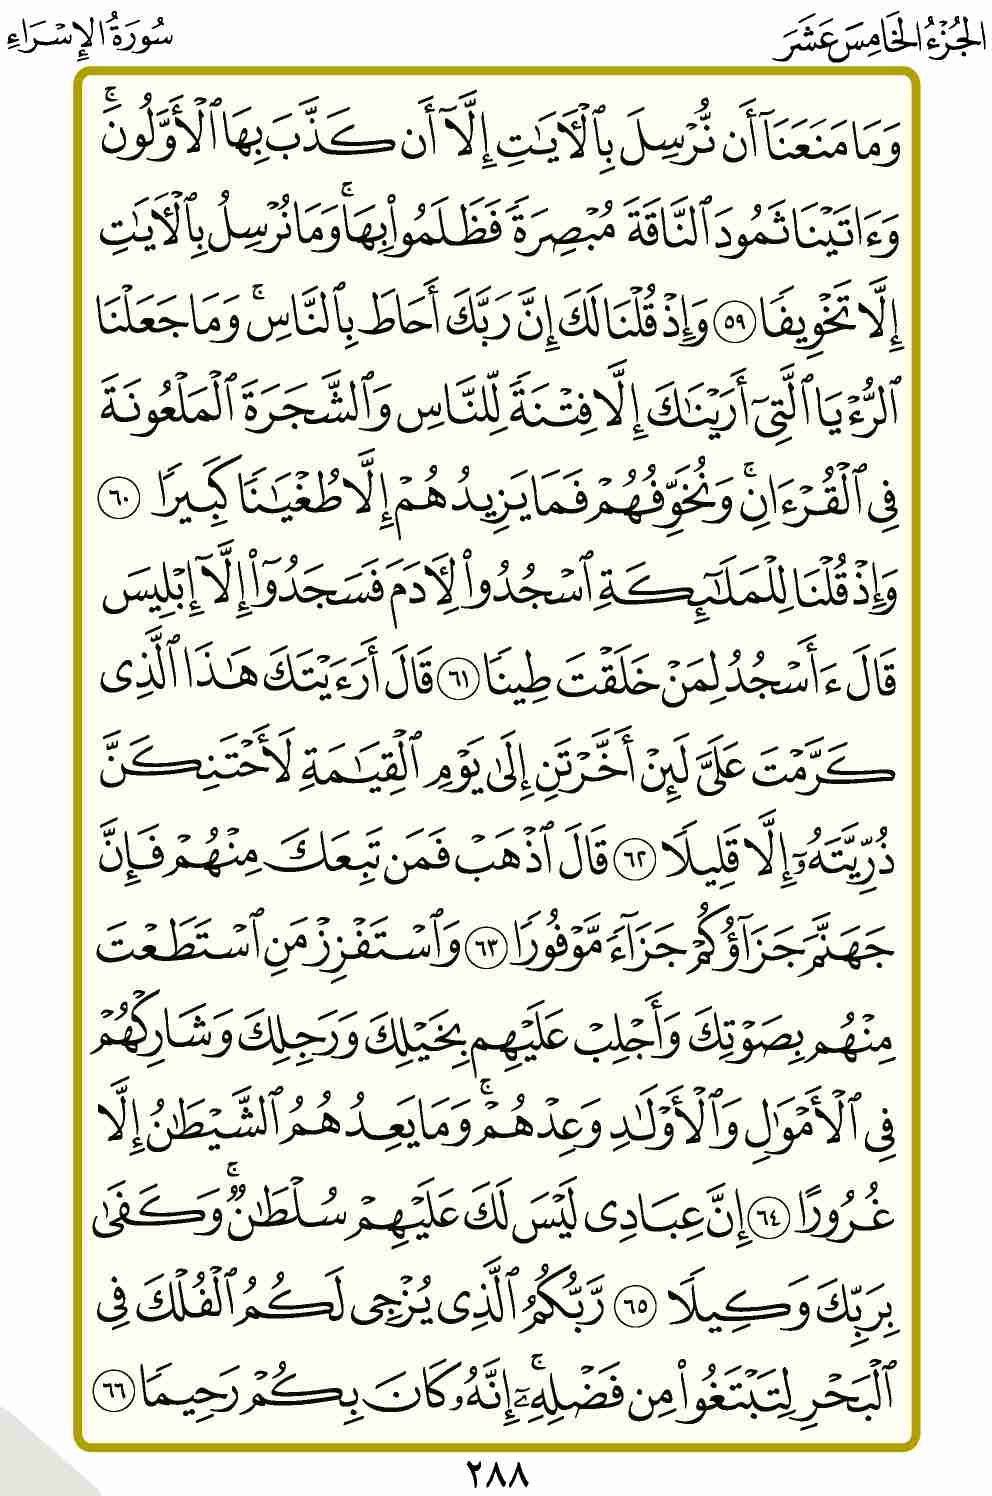 الجُزْءُ الخَامِسَ عَشَرَ
سُورَةُ الإِسْرَاءِ
وَمَا مَنَعَنَآ أَن نُّرْسِلَ بِٱلْـَٔايَـٰتِ إِلَّآ أَن كَذَّبَ بِهَا ٱلْأَوَّلُونَ ۚ
وَءَاتَيْنَا ثَمُودَ ٱلنَّاقَةَ مُبْصِرَةً فَظَلَمُوا۟ بِهَا ۚ وَمَا نُرْسِلُ بِٱلْـَٔايَـٰتِ
إِلَّا تَخْوِيفًا ٥٩ وَإِذْ قُلْنَا لَكَ إِنَّ رَبَّكَ أَحَاطَ بِٱلنَّاسِ ۚ وَمَا جَعَلْنَا
ٱلرُّءْيَا ٱلَّتِىٓ أَرَيْنَـٰكَ إِلَّا فِتْنَةً لِّلنَّاسِ وَٱلشَّجَرَةَ ٱلْمَلْعُونَةَ
فِى ٱلْقُرْءَانِ ۚ وَنُخَوِّفُهُمْ فَمَا يَزِيدُهُمْ إِلَّا طُغْيَـٰنًا كَبِيرًا ٦٠
وَإِذْ قُلْنَا لِلْمَلَـٰٓئِكَةِ ٱسْجُدُوا۟ لِـَٔادَمَ فَسَجَدُوٓا۟ إِلَّآ إِبْلِيسَ
قَالَ ءَأَسْجُدُ لِمَنْ خَلَقْتَ طِينًا ٦١ قَالَ أَرَءَيْتَكَ هَـٰذَا ٱلَّذِى
كَرَّمْتَ عَلَىَّ لَئِنْ أَخَّرْتَنِ إِلَىٰ يَوْمِ ٱلْقِيَـٰمَةِ لَأَحْتَنِكَنَّ
ذُرِّيَّتَهُۥٓ إِلَّا قَلِيلًا ٦٢ قَالَ ٱذْهَبْ فَمَن تَبِعَكَ مِنْهُمْ فَإِنَّ
جَهَنَّمَ جَزَآؤُكُمْ جَزَآءً مَّوْفُورًا ٦٣ وَٱسْتَفْزِزْ مَنِ ٱسْتَطَعْتَ
مِنْهُم بِصَوْتِكَ وَأَجْلِبْ عَلَيْهِم بِخَيْلِكَ وَرَجِلِكَ وَشَارِكْهُمْ
فِى ٱلْأَمْوَٰلِ وَٱلْأَوْلَـٰدِ وَعِدْهُمْ ۚ وَمَا يَعِدُهُمُ ٱلشَّيْطَـٰنُ إِلَّا
غُرُورًا ٦٤ إِنَّ عِبَادِى لَيْسَ لَكَ عَلَيْهِمْ سُلْطَـٰنٌ ۚ وَكَفَىٰ
بِرَبِّكَ وَكِيلًا ٦٥ رَّبُّكُمُ ٱلَّذِى يُزْجِى لَكُمُ ٱلْفُلْكَ فِى
ٱلْبَحْرِ لِتَبْتَغُوا۟ مِن فَضْلِهِۦٓ ۚ إِنَّهُۥ كَانَ بِكُمْ رَحِيمًا ٦٦
٢٨٨